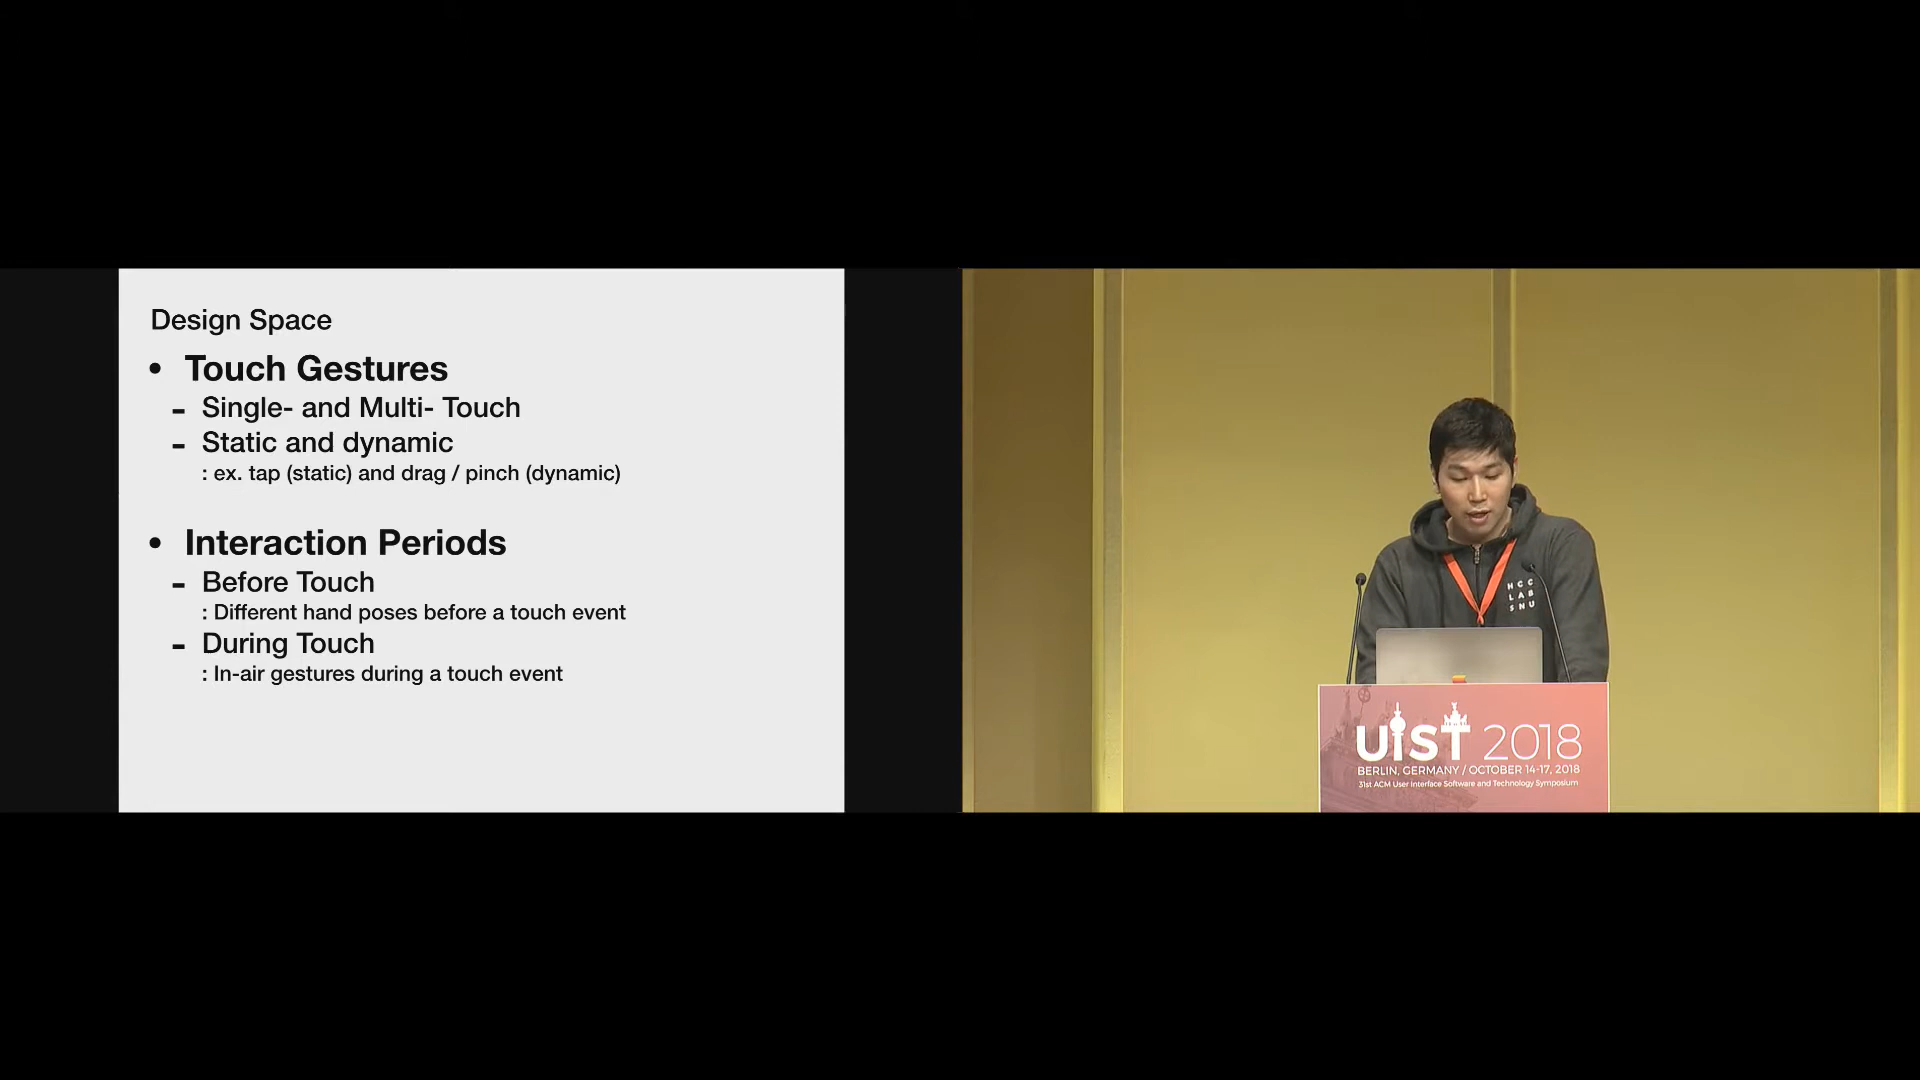 Design Space
• Touch Gestures
- Single- and Multi- Touch
- Static and dynamic
: ex. tap (static) and drag / pinch (dynamic)
• Interaction Periods
- Before Touch
: Different hand poses before a touch event
- During Touch
: In-air gestures during a touch event
HCC
LAB
SNU
UIST 2018
BERLIN, GERMANY / OCTOBER 14-17, 2018
31st ACM User Interface Software and Technology Symposium